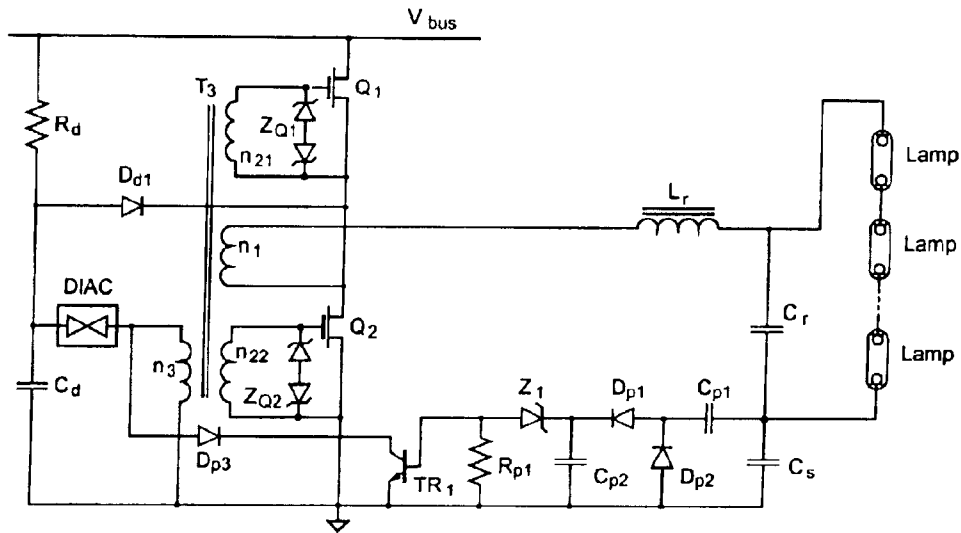 V bus
T3
Q1
ZQ1
n21
Rd
Dd1
Lr
Lamp
n1
Lamp
DIAC
Q2
Cr
n22
n3
ZQ2
Lamp
Cd
Z1
Dp1
Cp1
Dp3
TR1
Rp1
Cp2
Dp2
Cs